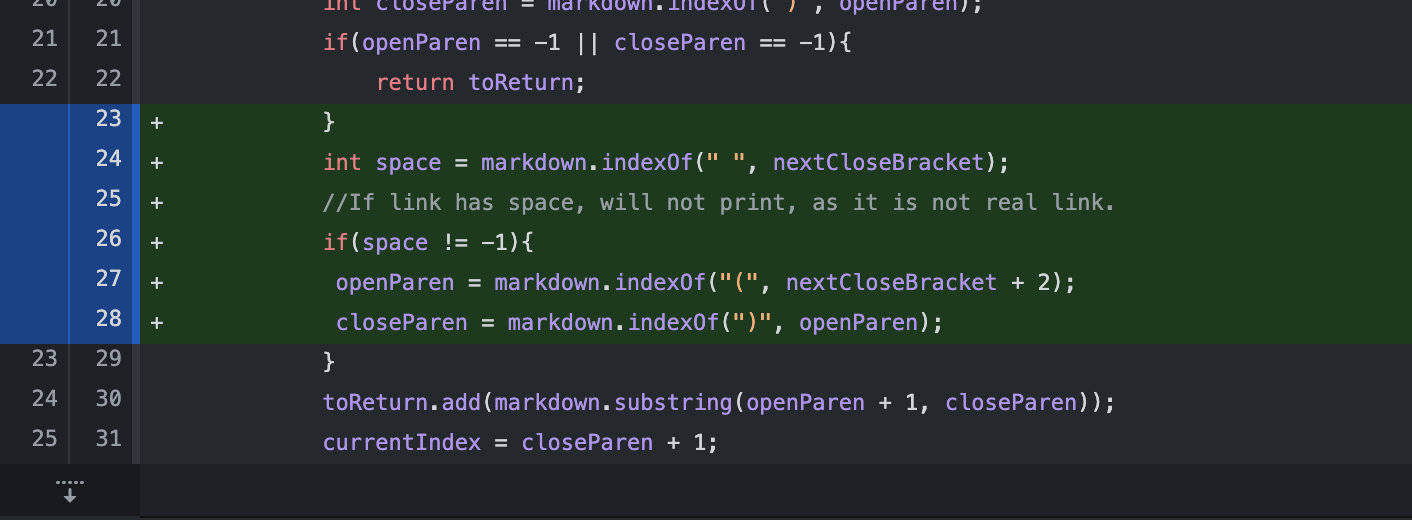 20 20 int closeParen = markdown.indexOf(")", openParen);
21 21 if(openParen == -1 || closeParen == -1){
22 22 return toReturn;
23 + }
24 + int space = markdown.indexOf(" ", nextCloseBracket);
25 + //If link has space, will not print, as it is not real link.
26 + if(space != -1){
27 + openParen = markdown.indexOf("(", nextCloseBracket + 2);
28 + closeParen = markdown.indexOf(")", openParen);
23 29 }
24 30 toReturn.add(markdown.substring(openParen + 1, closeParen));
25 31 currentIndex = closeParen + 1;